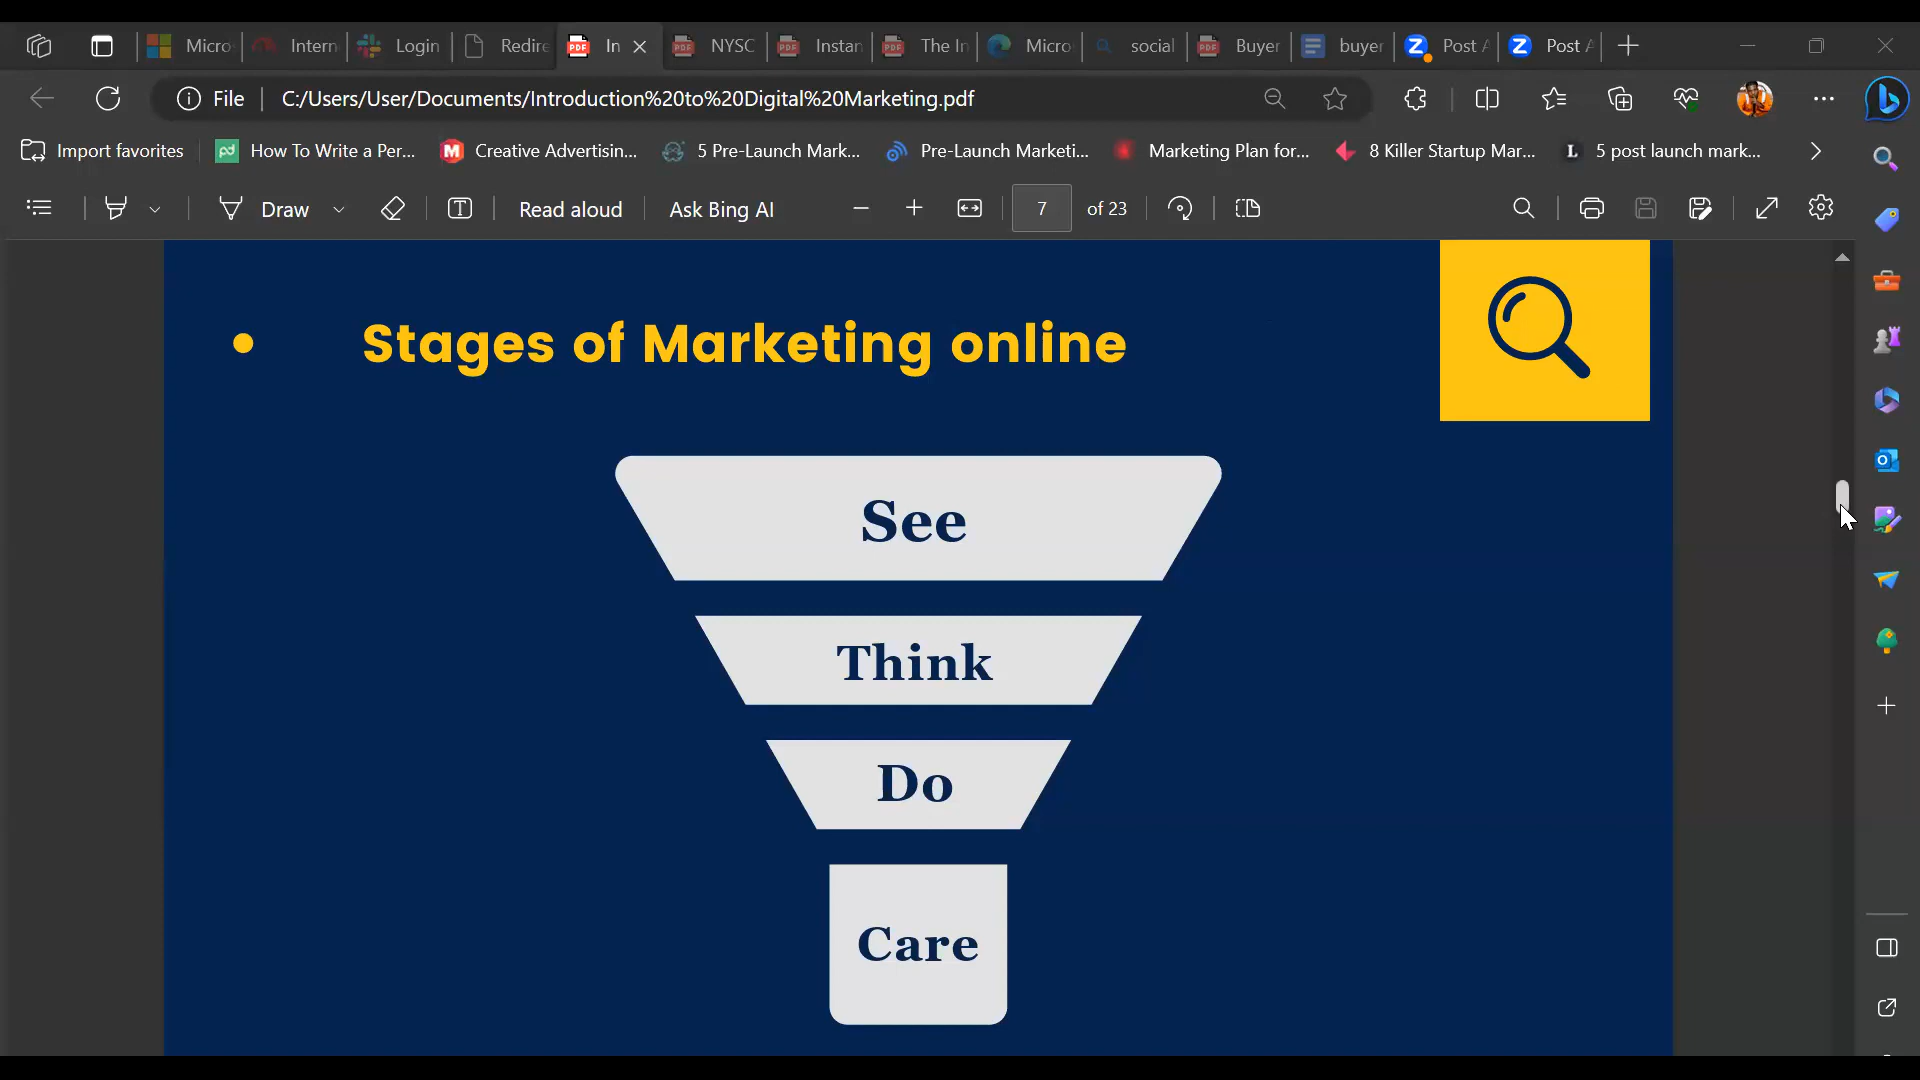 Micro
Intern
Login
Redire
In
NYSC
Instan
The In
Micro
social
Buyer
buyer
Post A
Post A
File
C:/Users/User/Documents/Introduction%20to%20Digital%20Marketing.pdf
Import favorites
How To Write a Per...
Creative Advertisin...
5 Pre-Launch Mark...
Pre-Launch Marketi...
Marketing Plan for...
8 Killer Startup Mar...
5 post launch mark...
Draw
Read aloud
Ask Bing AI
7
of 23
Stages of Marketing online
See
Think
Do
Care